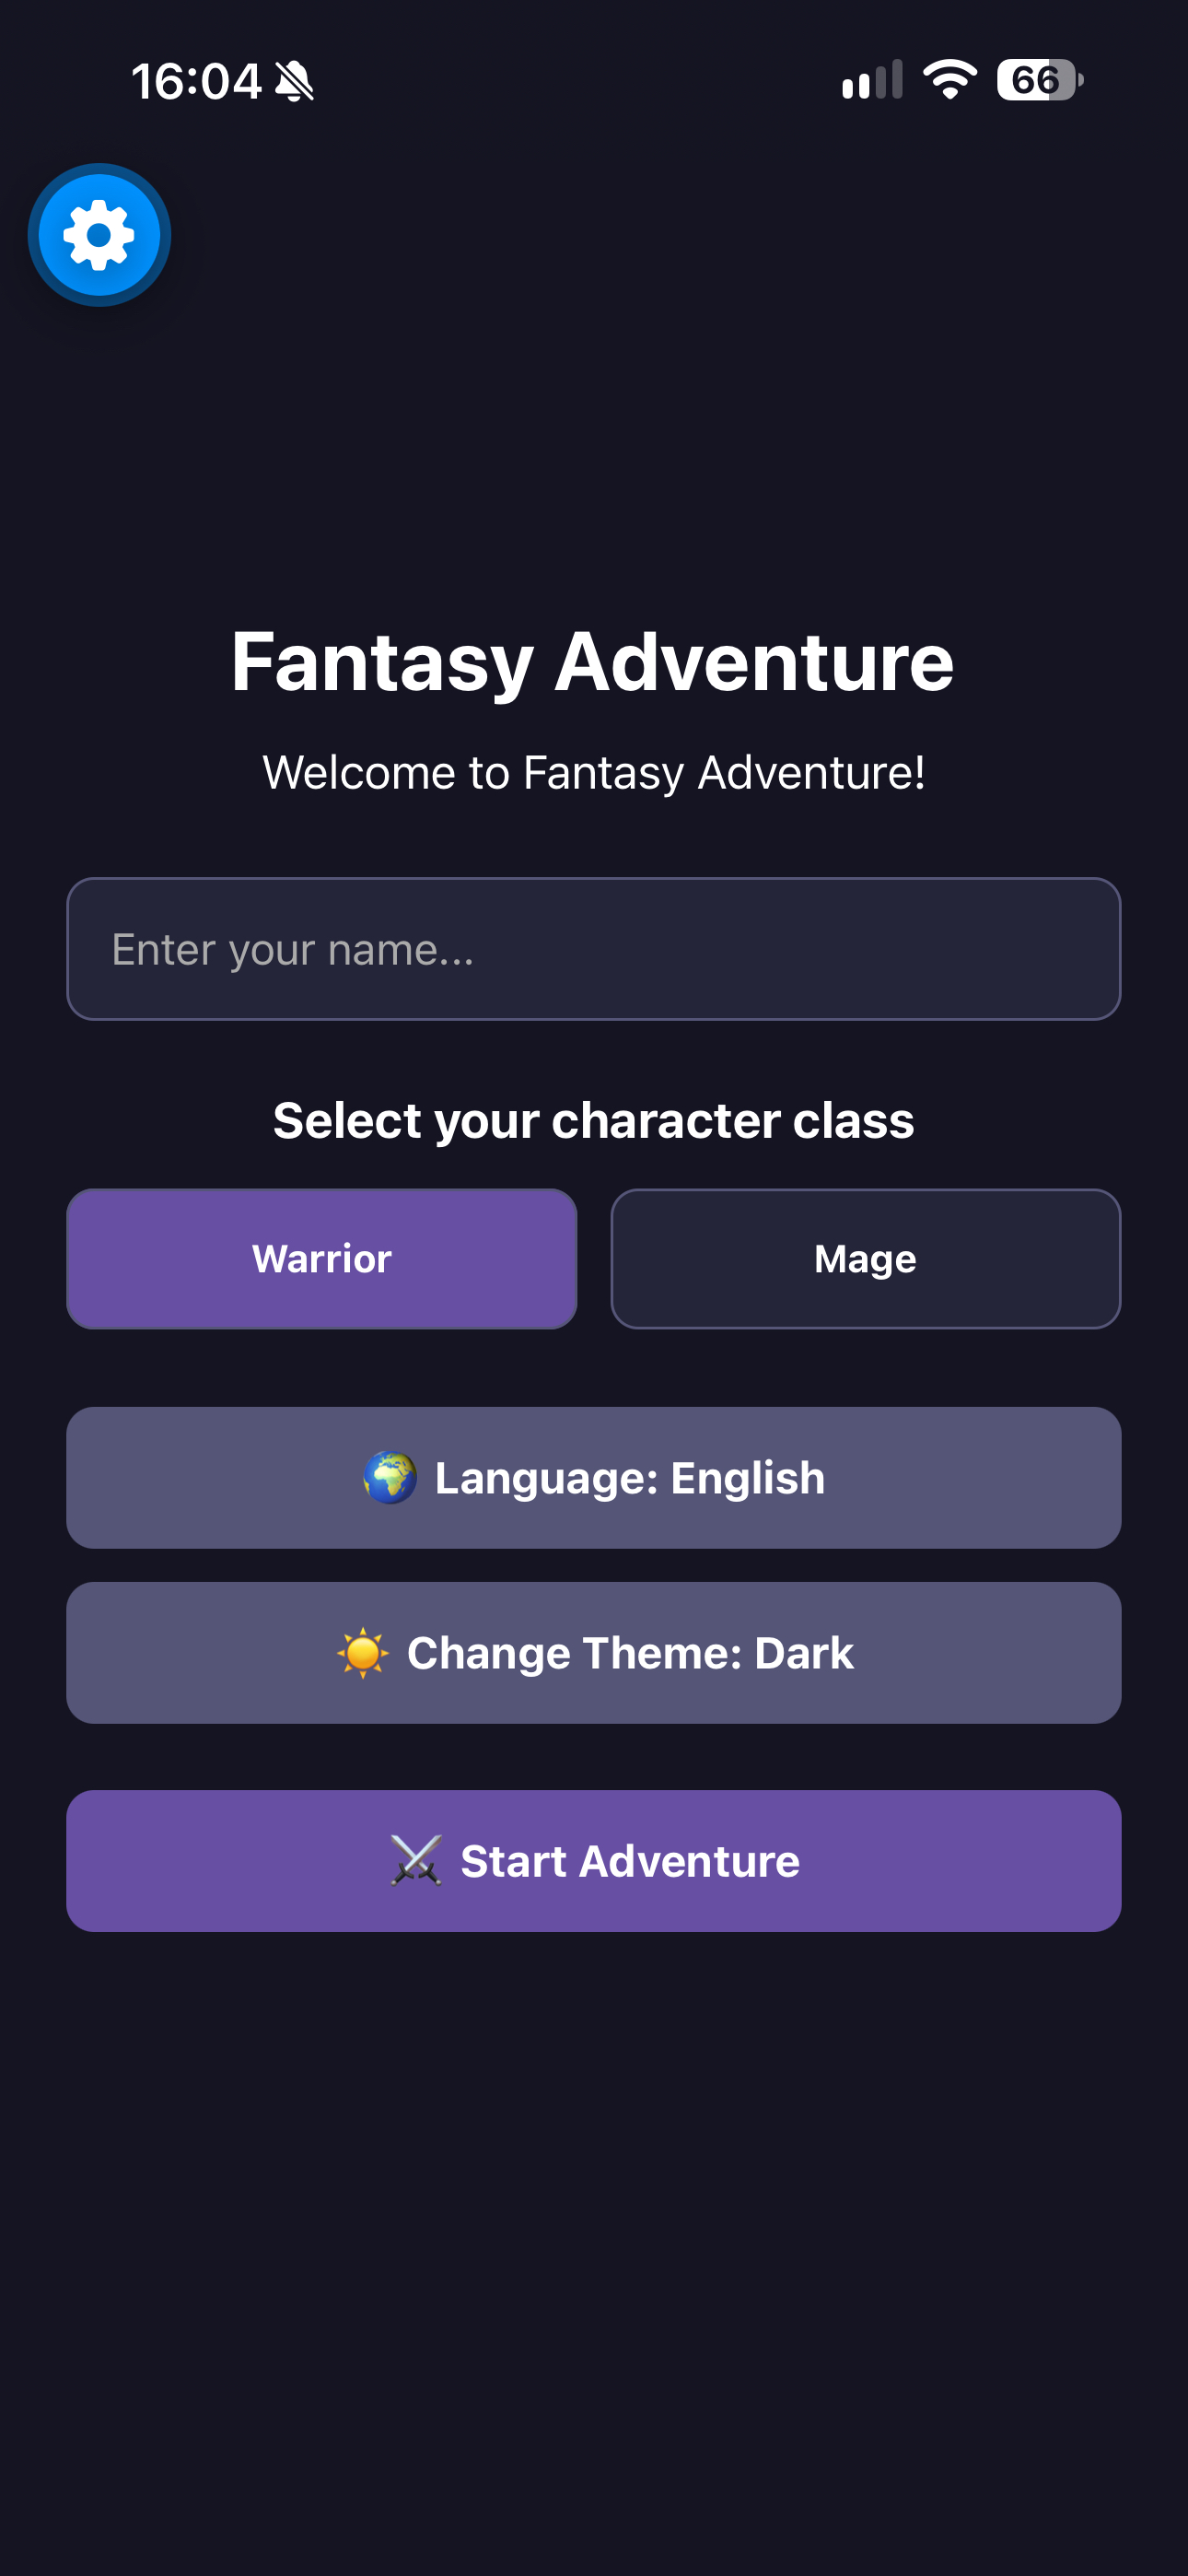 16:04
66
Fantasy Adventure
Welcome to Fantasy Adventure!
Enter your name...
Select your character class
Warrior
Mage
Language: English
Change Theme: Dark
Start Adventure